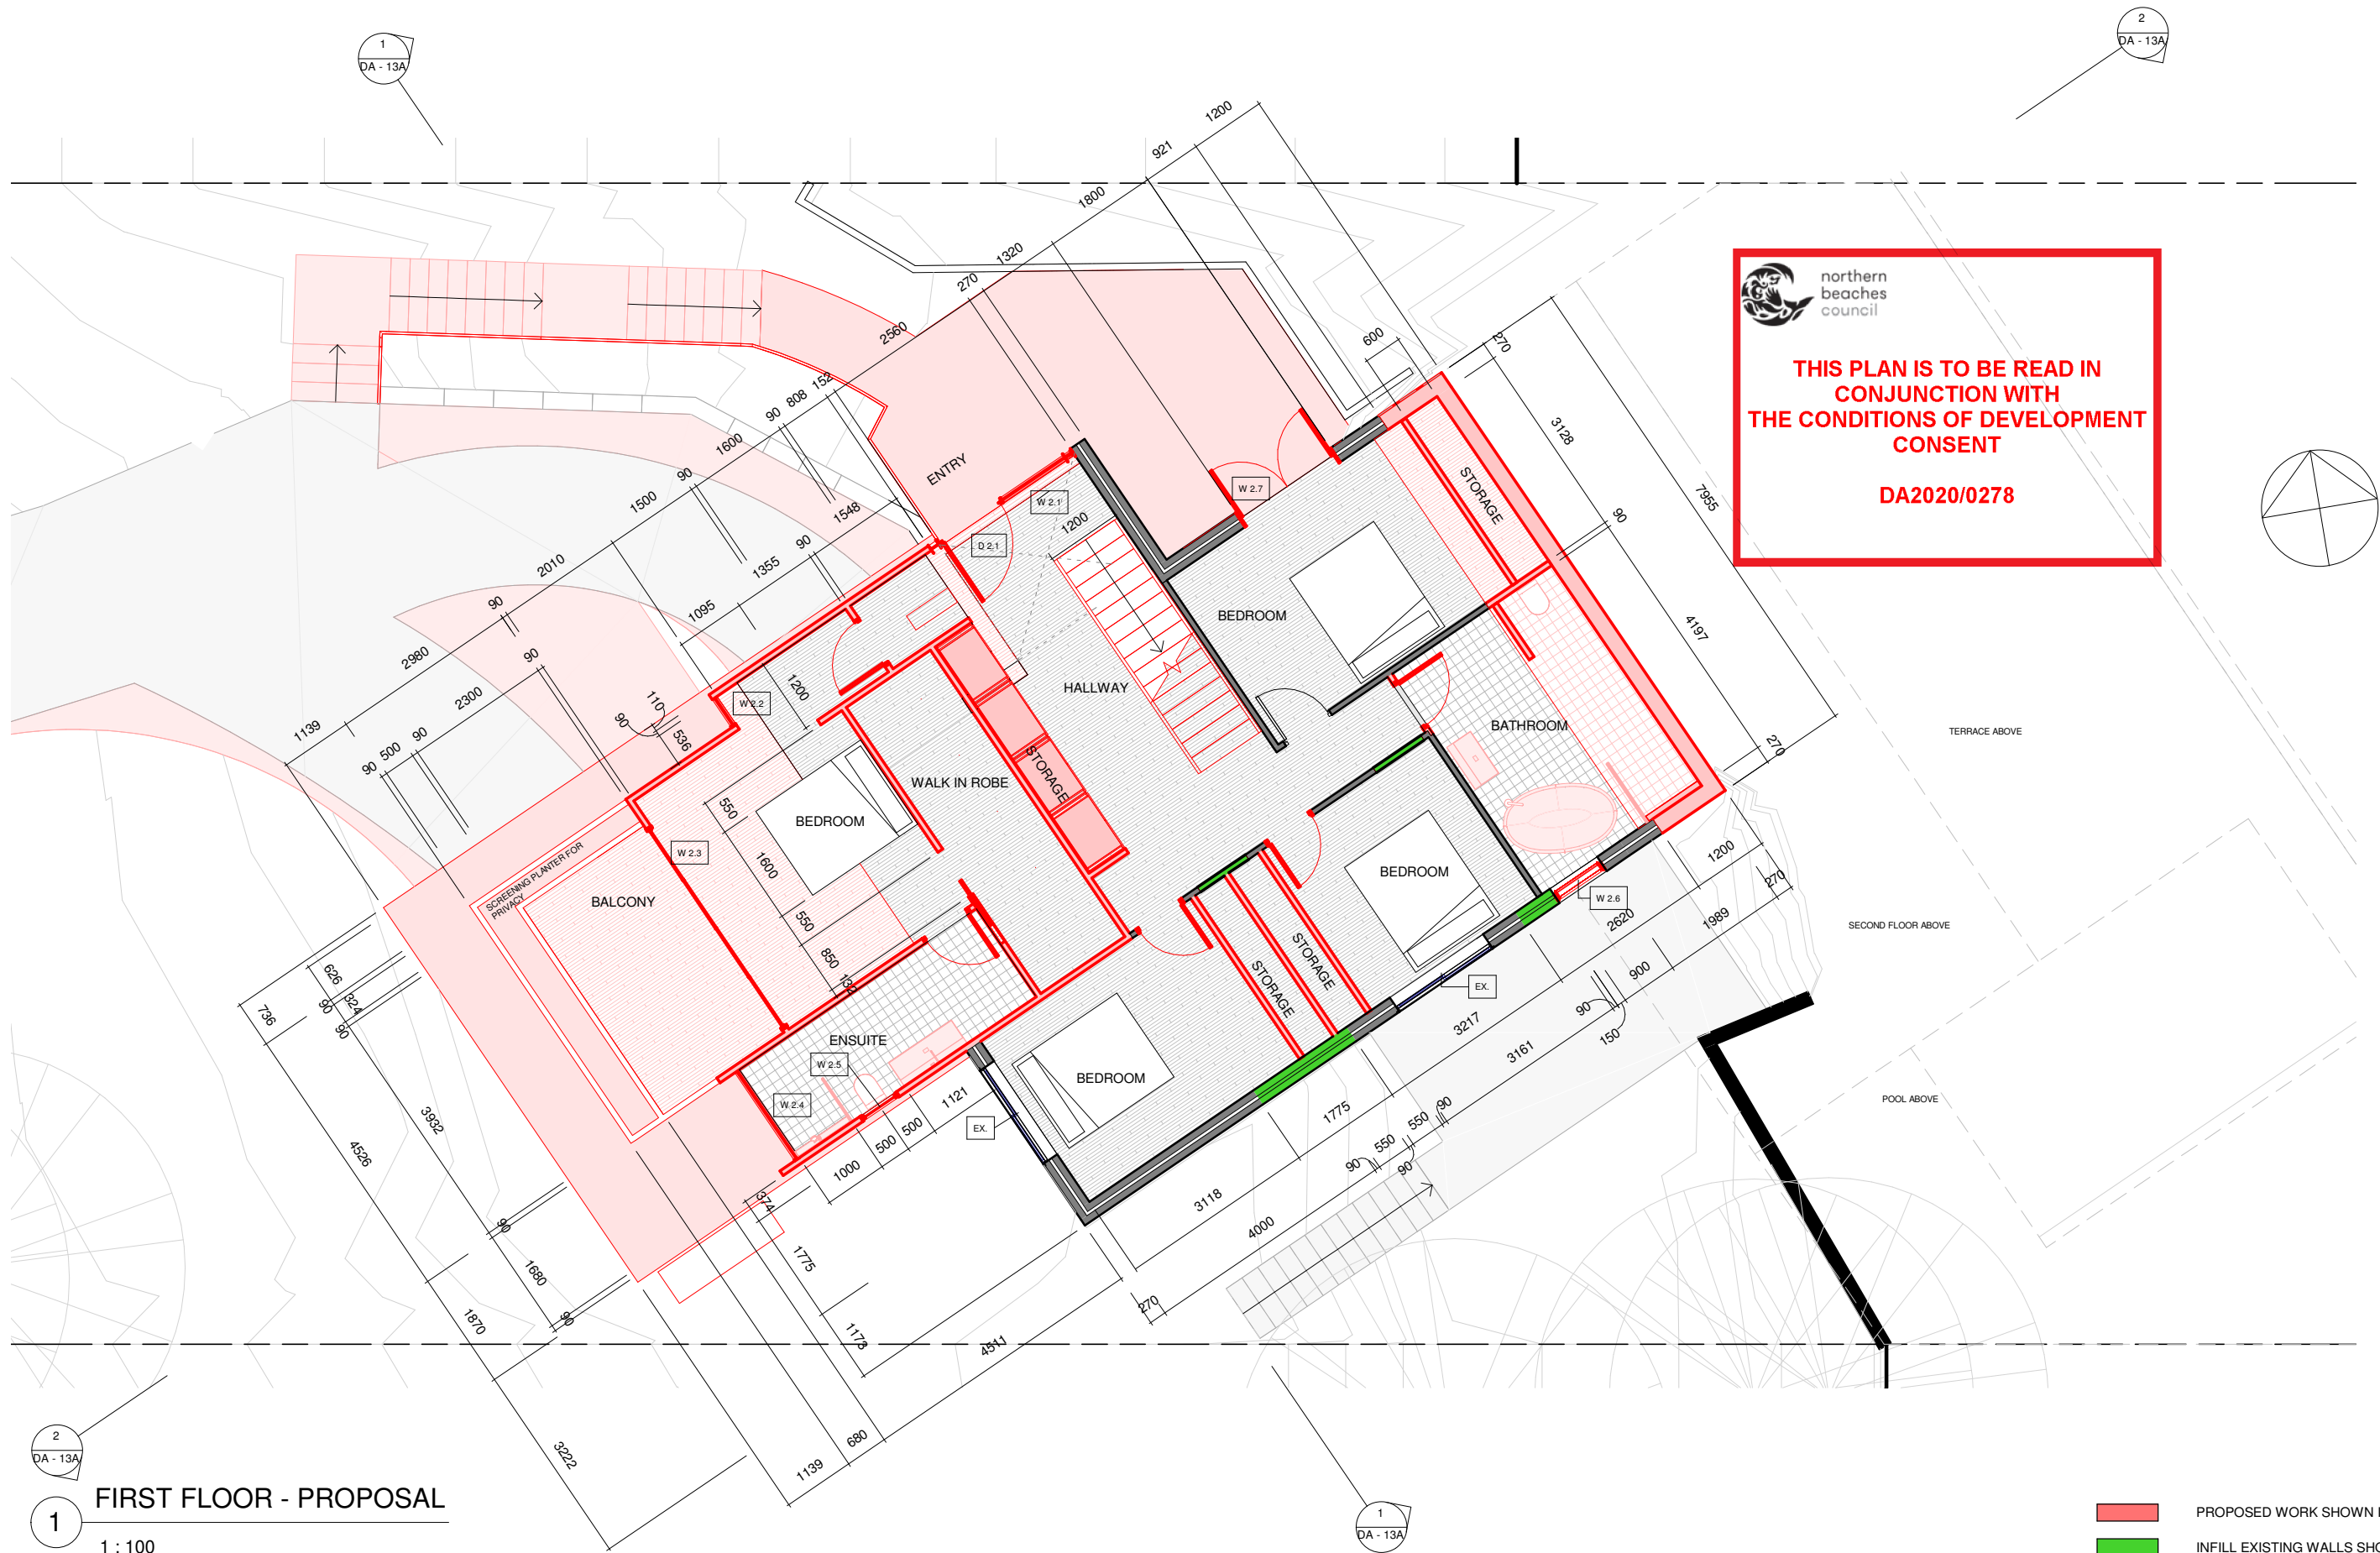 1
DA - 13A
2
DA - 13A
1200
921
1800
1320
270
2560
152
808
90
1600
90
1500
2010
90
2980
1139
600
270
3128
7955
90
4197
270
northern
beaches
council
THIS PLAN IS TO BE READ IN
CONJUNCTION WITH
THE CONDITIONS OF DEVELOPMENT
CONSENT
DA2020/0278
ENTRY
W 2.1
W 2.7
STORAGE
D 2.1
1200
1548
90
1355
1095
90
2300
90
500
90
110
90
536
W 2.2
1200
HALLWAY
BEDROOM
BATHROOM
TERRACE ABOVE
WALK IN ROBE
STORAGE
BEDROOM
W 2.3
550
1600
550
850
132
SCREENING PLANTER FOR
PRIVACY
BALCONY
BEDROOM
W 2.6
1200
270
2620
1989
SECOND FLOOR ABOVE
STORAGE
STORAGE
EX.
900
90
150
3217
3161
ENSUITE
W 2.5
W 2.4
BEDROOM
EX.
1121
500
500
1000
POOL ABOVE
1775
90
550
550
90
90
3118
4000
270
626
90
324
90
736
3932
4526
90
1680
90
1870
3222
374
1775
1173
4511
680
1139
2
DA - 13A
1
DA - 13A
1
FIRST FLOOR - PROPOSAL
1 : 100
PROPOSED WORK SHOWN
INFILL EXISTING WALLS